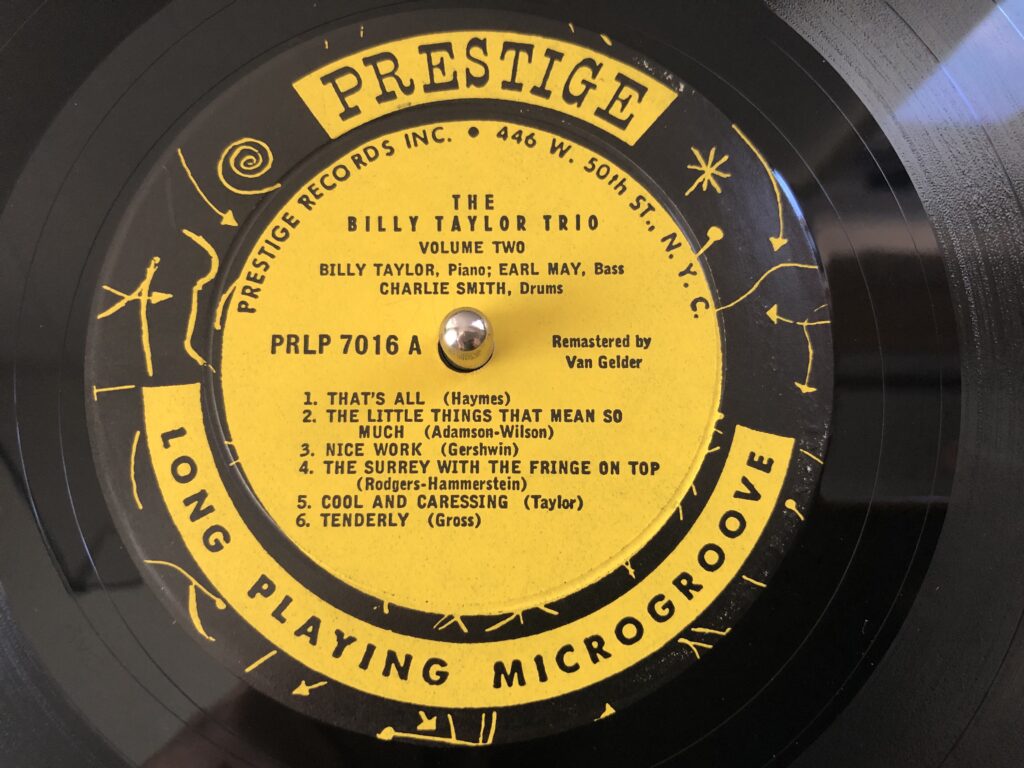 PRESTIGE
PRESTIGE RECORDS INC. • 446 W. 50th ST., N.Y.C.
THE
BILLY TAYLOR TRIO
VOLUME TWO
BILLY TAYLOR, Piano; EARL MAY, Bass
CHARLIE SMITH, Drums
PRLP 7016 A
Remastered by
Van Gelder
1. THAT'S ALL (Haymes)
2. THE LITTLE THINGS THAT MEAN SO
MUCH (Adamson-Wilson)
3. NICE WORK (Gershwin)
4. THE SURREY WITH THE FRINGE ON TOP
(Rodgers-Hammerstein)
5. COOL AND CARESSING (Taylor)
6. TENDERLY (Gross)
LONG PLAYING MICROGROOVE